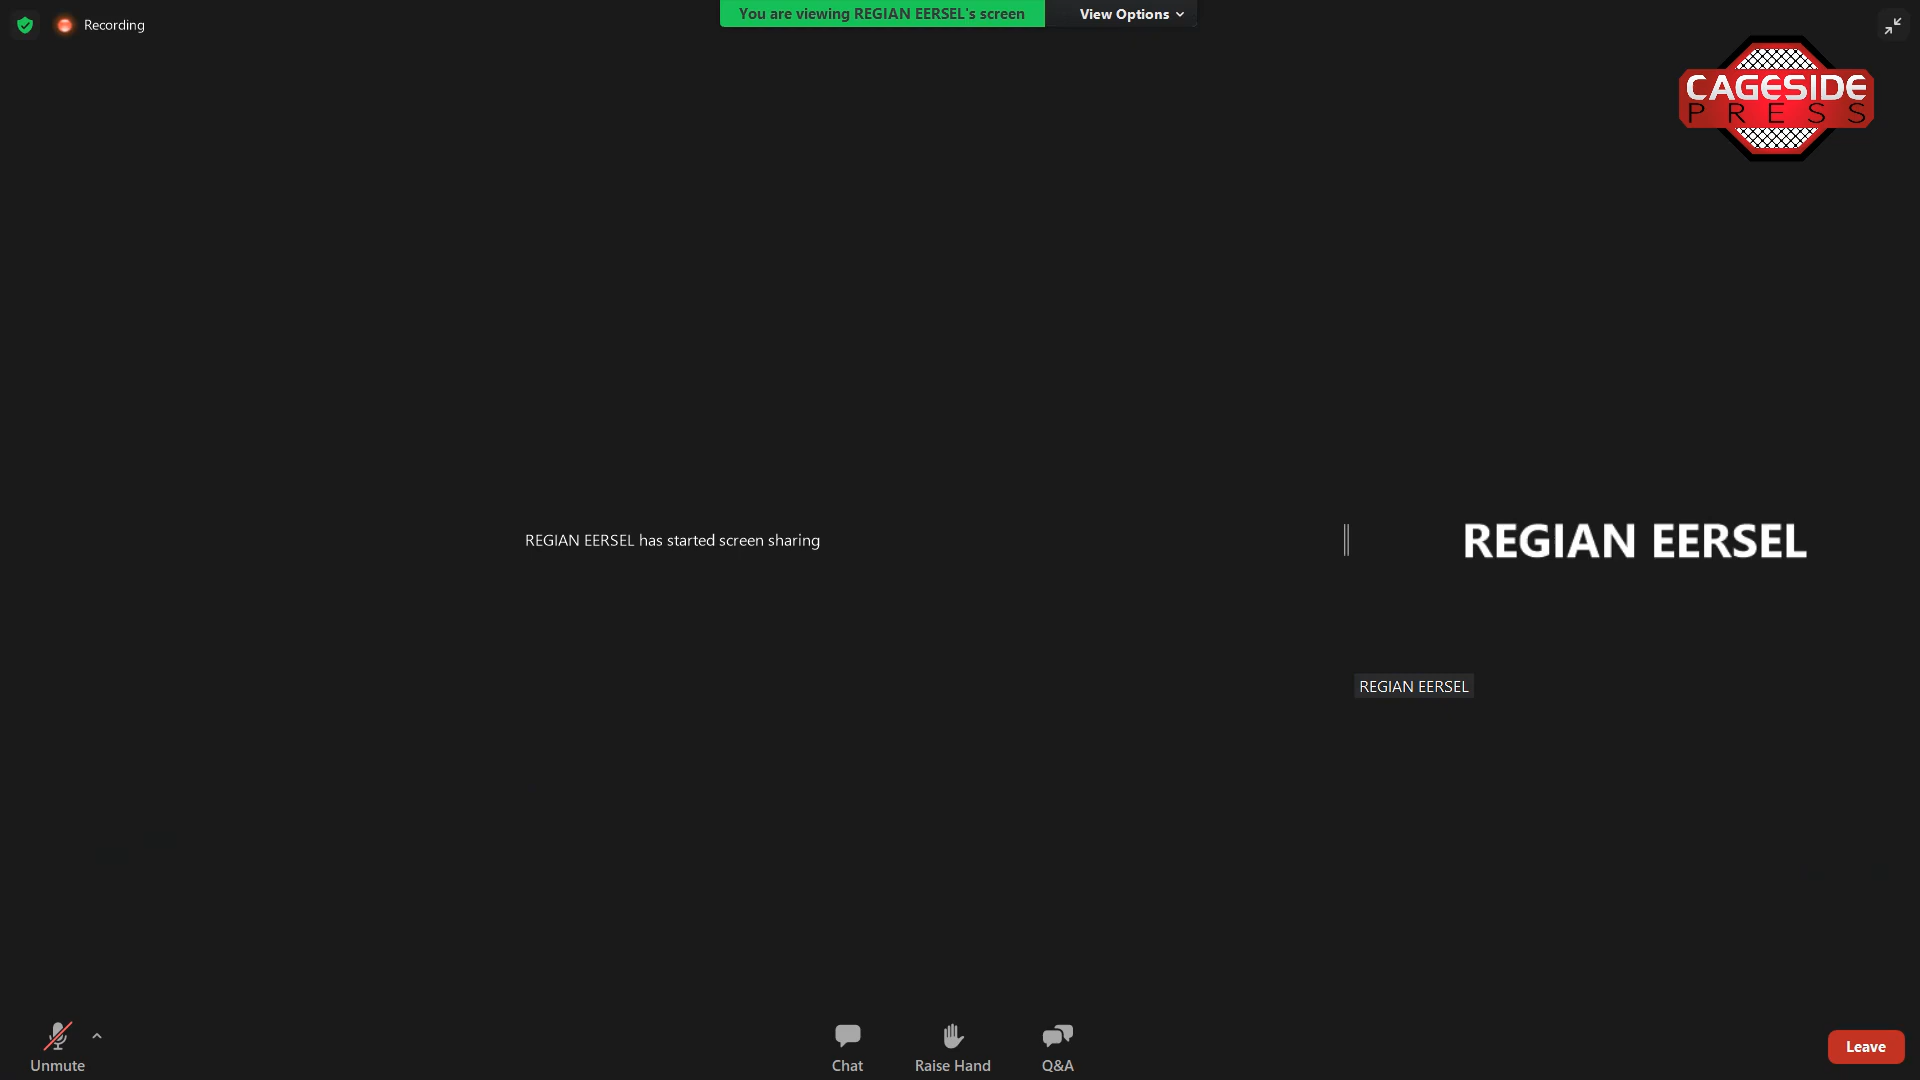 Recording
You are viewing REGIAN EERSEL's screen
View Options
CAGESIDE
PRESS
REGIAN EERSEL has started screen sharing
REGIAN EERSEL
REGIAN EERSEL
Unmute
Chat
Raise Hand
Q&A
Leave